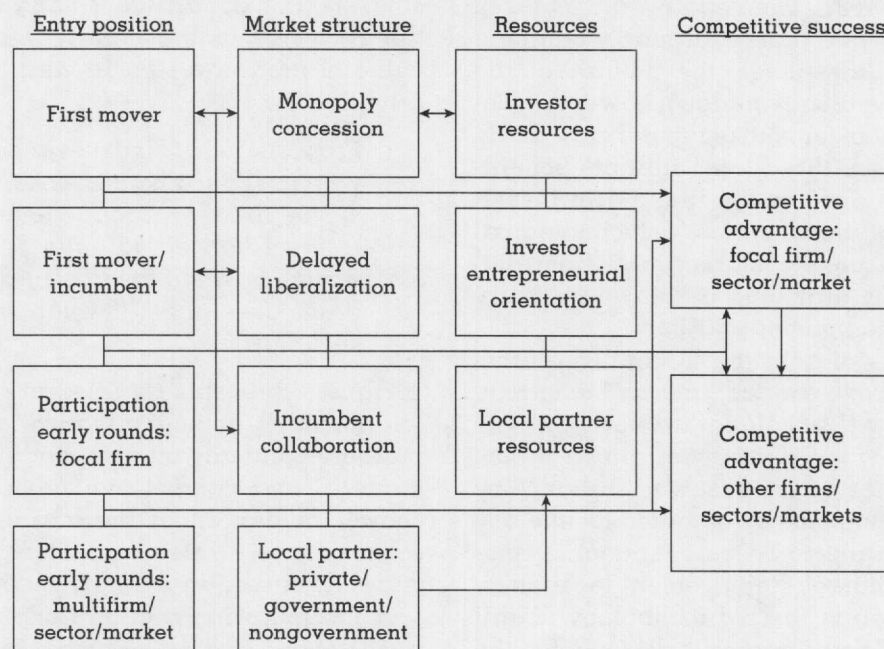 Entry position
Market structure
Resources
Competitive success
First mover
Monopoly
concession
Investor
resources
First mover/
incumbent
Delayed
liberalization
Investor
entrepreneurial
orientation
Competitive
advantage:
focal firm/
sector/market
Participation
early rounds:
focal firm
Incumbent
collaboration
Local partner
resources
Competitive
advantage:
other firms/
sectors/markets
Participation
early rounds:
multifirm/
sector/market
Local partner:
private/
government/
nongovernment